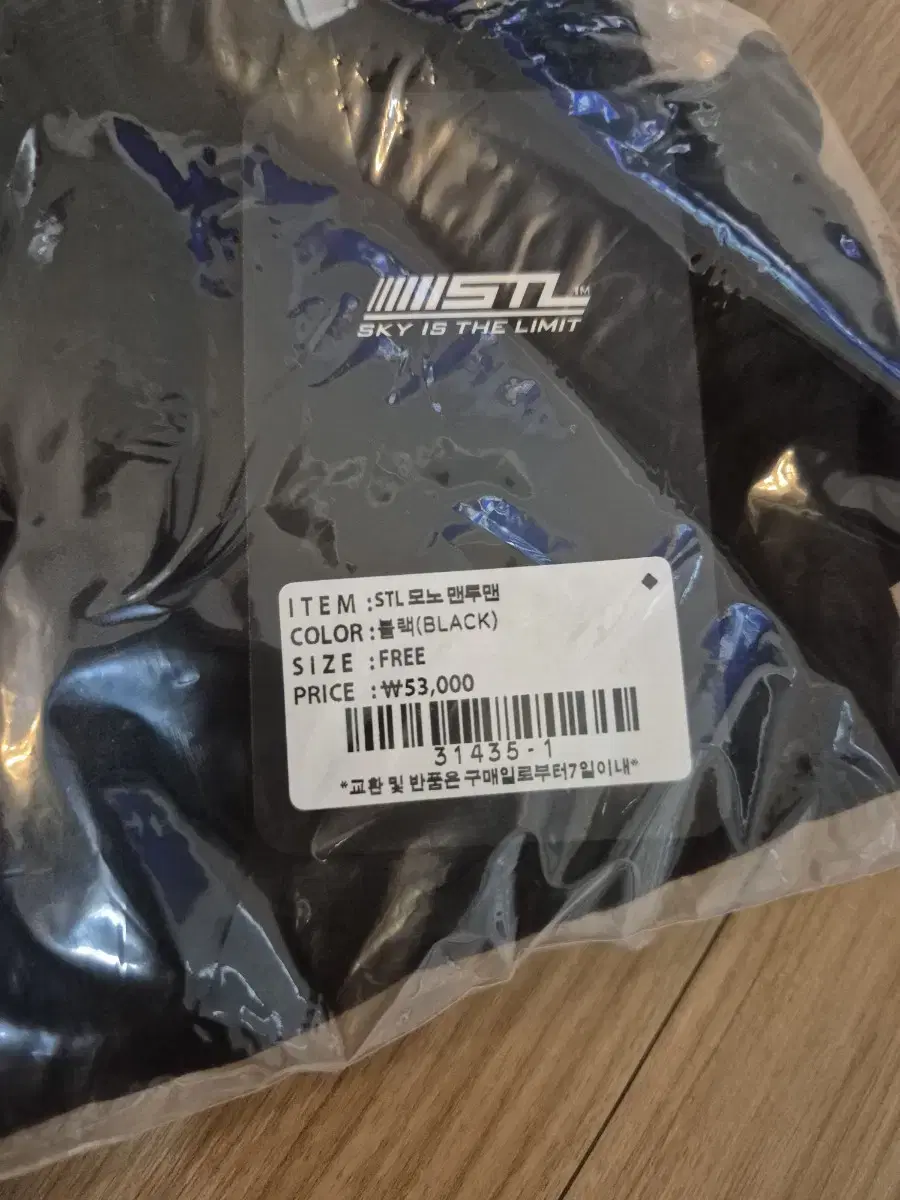 STL TM
SKY IS THE LIMIT
ITEM :STL 모노 맨투맨
COLOR:블랙(BLACK)
SIZE :FREE
PRICE :₩53,000
31435-1
*교환 및 반품은 구매일로부터7일이내*